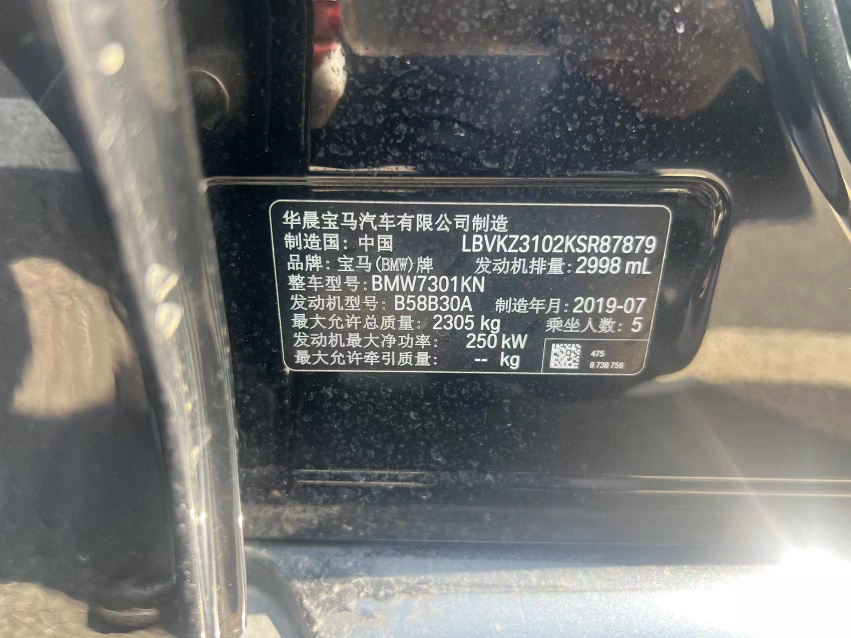 华晨宝马汽车有限公司制造
制造国: 中国 LBVKZ3102KSR87879
品牌: 宝马(BMW)牌 发动机排量: 2998 mL
整车型号: BMW7301KN
发动机型号: B58B30A 制造年月: 2019-07
最大允许总质量: 2305 kg 乘坐人数: 5
发动机最大净功率: 250 kW
最大允许牵引质量: -- kg
475
8 738 756